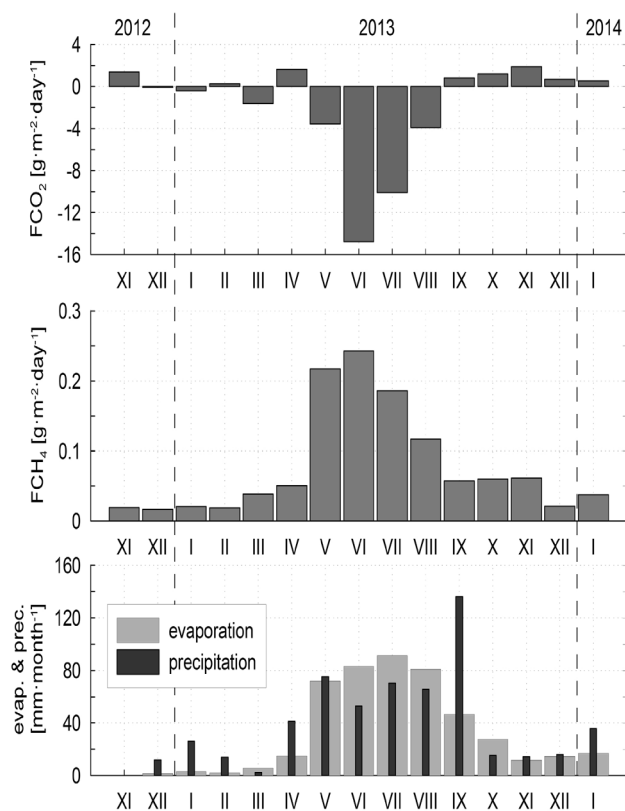 2012 2013 2014
FCO₂ [g·m⁻²·day⁻¹]
4
0
-4
-8
-12
-16
XI XII I II III IV V VI VII VIII IX X XI XII I
FCH₄ [g·m⁻²·day⁻¹]
0.3
0.2
0.1
0
XI XII I II III IV V VI VII VIII IX X XI XII I
evap. & prec.
[mm·month⁻¹]
160
120
80
40
0
evaporation
precipitation
XI XII I II III IV V VI VII VIII IX X XI XII I